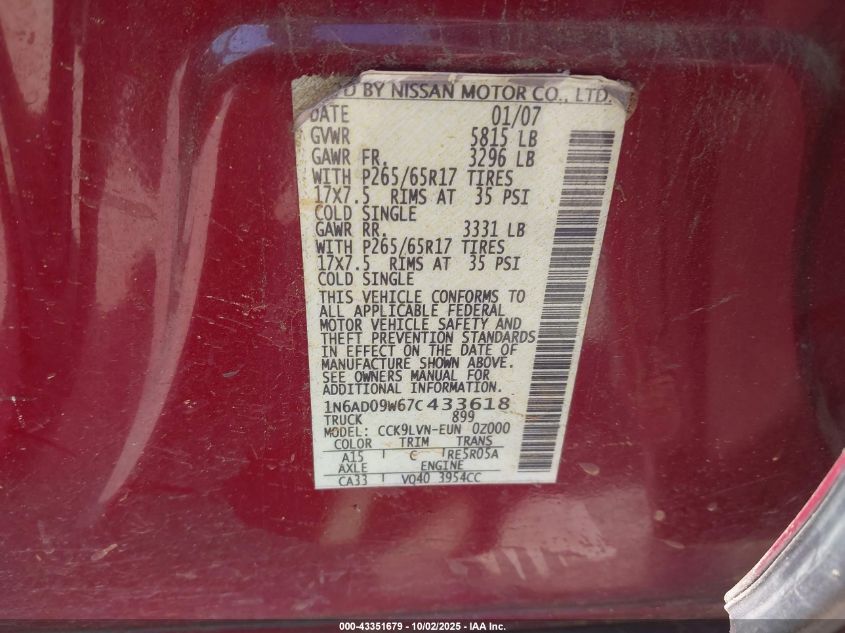 D BY NISSAN MOTOR CO., LTD.
DATE 01/07
GVWR 5815 LB
GAWR FR. 3296 LB
WITH P265/65R17 TIRES
17X7.5 RIMS AT 35 PSI
COLD SINGLE
GAWR RR. 3331 LB
WITH P265/65R17 TIRES
17X7.5 RIMS AT 35 PSI
COLD SINGLE
THIS VEHICLE CONFORMS TO
ALL APPLICABLE FEDERAL
MOTOR VEHICLE SAFETY AND
THEFT PREVENTION STANDARDS
IN EFFECT ON THE DATE OF
MANUFACTURE SHOWN ABOVE.
SEE OWNERS MANUAL FOR
ADDITIONAL INFORMATION.
1N6AD09W67C433618
TRUCK 899
MODEL: CCK9LVN-EUN 0Z000
COLOR TRIM TRANS
A15 C RE5R05A
AXLE ENGINE
CA33 VQ40 3954CC
000-43351679 - 10/02/2025 - IAA Inc.